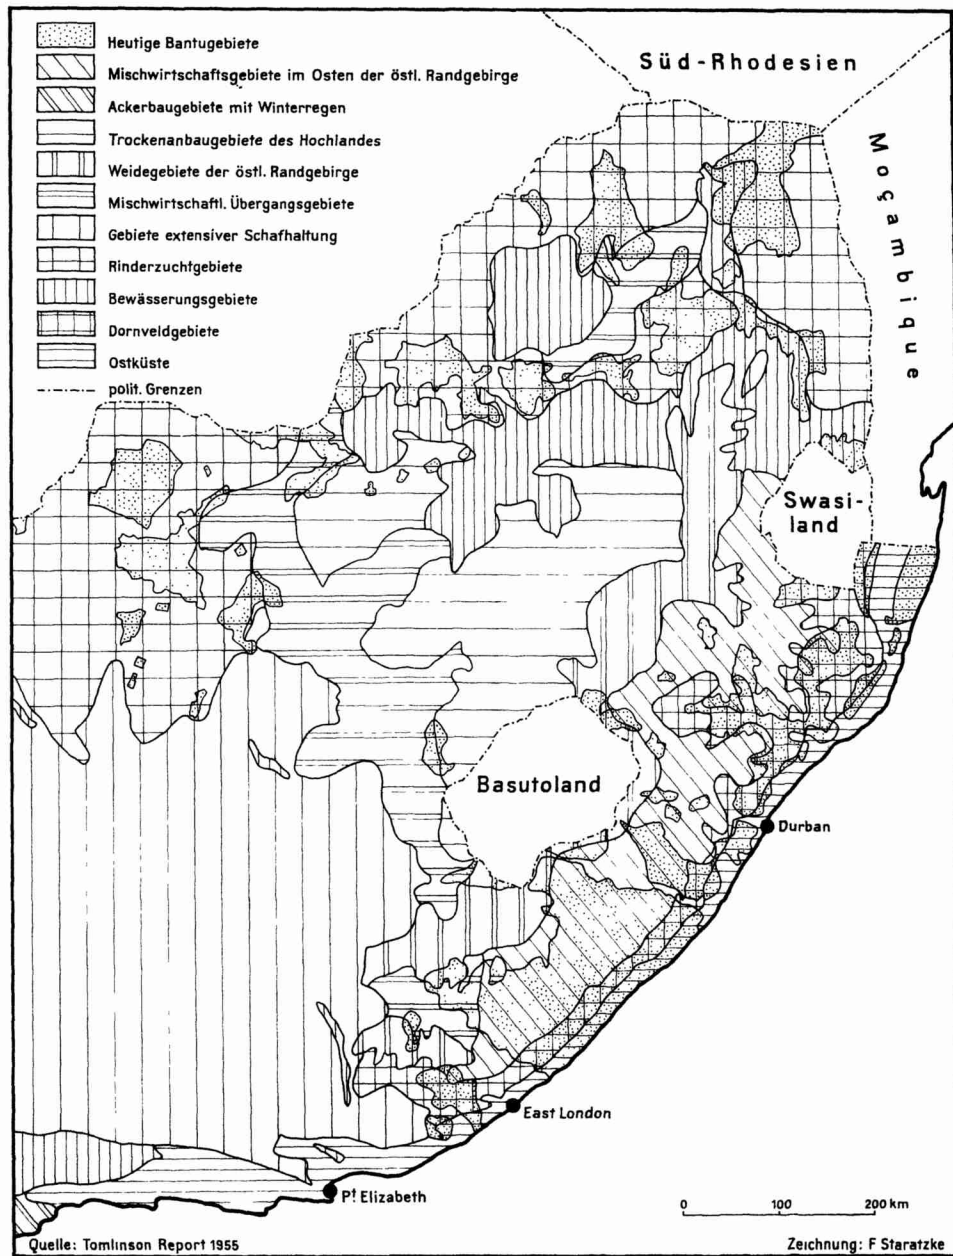 Heutige Bantugebiete
Mischwirtschaftsgebiete im Osten der östl. Randgebirge
Ackerbaugebiete mit Winterregen
Trockenanbaugebiete des Hochlandes
Weidegebiete der östl. Randgebirge
Mischwirtschaftl. Übergangsgebiete
Gebiete extensiver Schafhaltung
Rinderzuchtgebiete
Bewässerungsgebiete
Dornveldgebiete
Ostküste
polit. Grenzen
Süd-Rhodesien
Moçambique
Swasi-
land
Basutoland
Durban
East London
Pt Elizabeth
0 100 200 km
Quelle: Tomlinson Report 1955
Zeichnung: F Staratzke